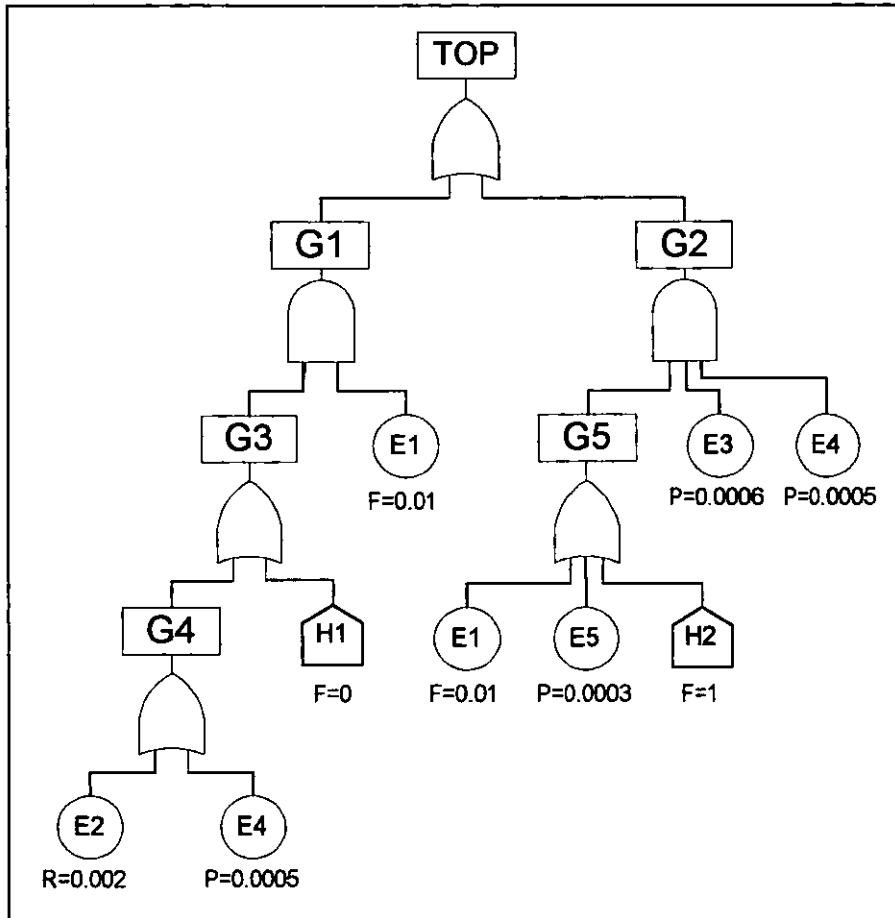 TOP
G1 G2
G3 E1 G5 E3 E4
F=0.01 P=0.0006 P=0.0005
G4 H1 E1 E5 H2
F=0 F=0.01 P=0.0003 F=1
E2 E4
R=0.002 P=0.0005